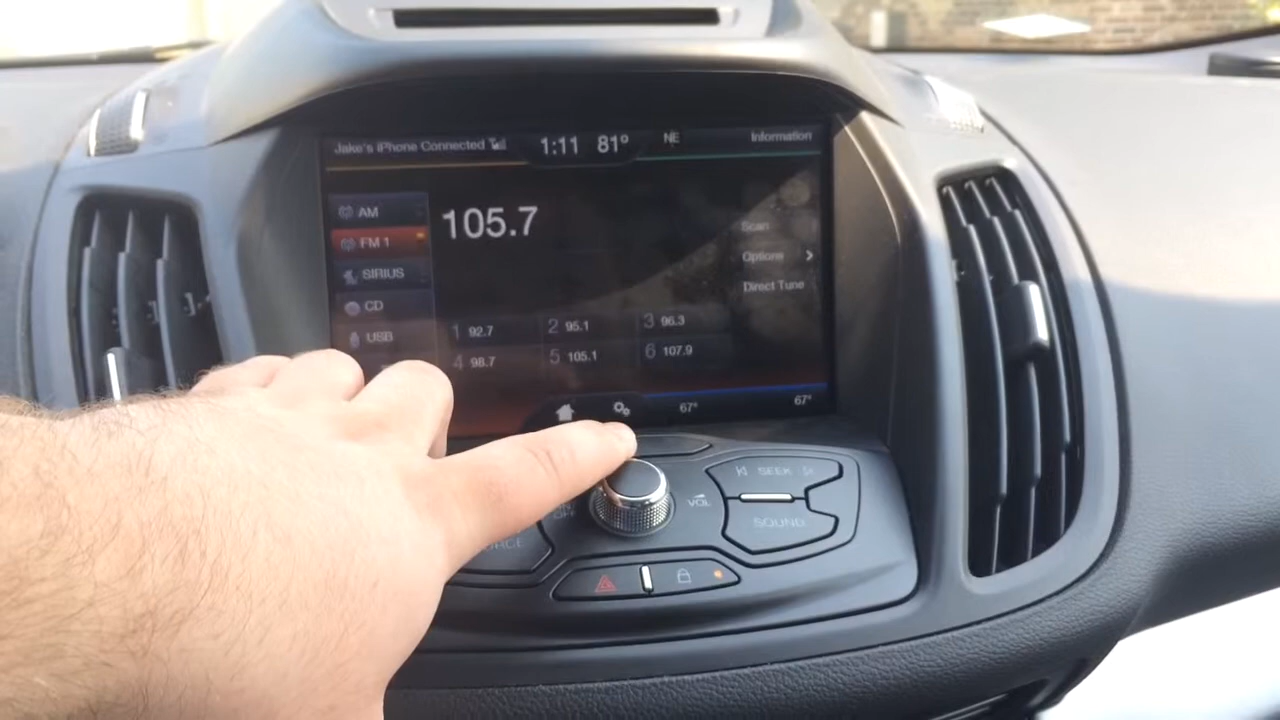 Jake's iPhone Connected
1:11 81° NE
Information
AM
FM 1
SIRIUS
CD
USB
105.7
Scan
Options >
Direct Tune
1 92.7 2 95.1 3 96.3
4 98.7 5 105.1 6 107.9
67° 67°
VOL
SEEK
SOUND